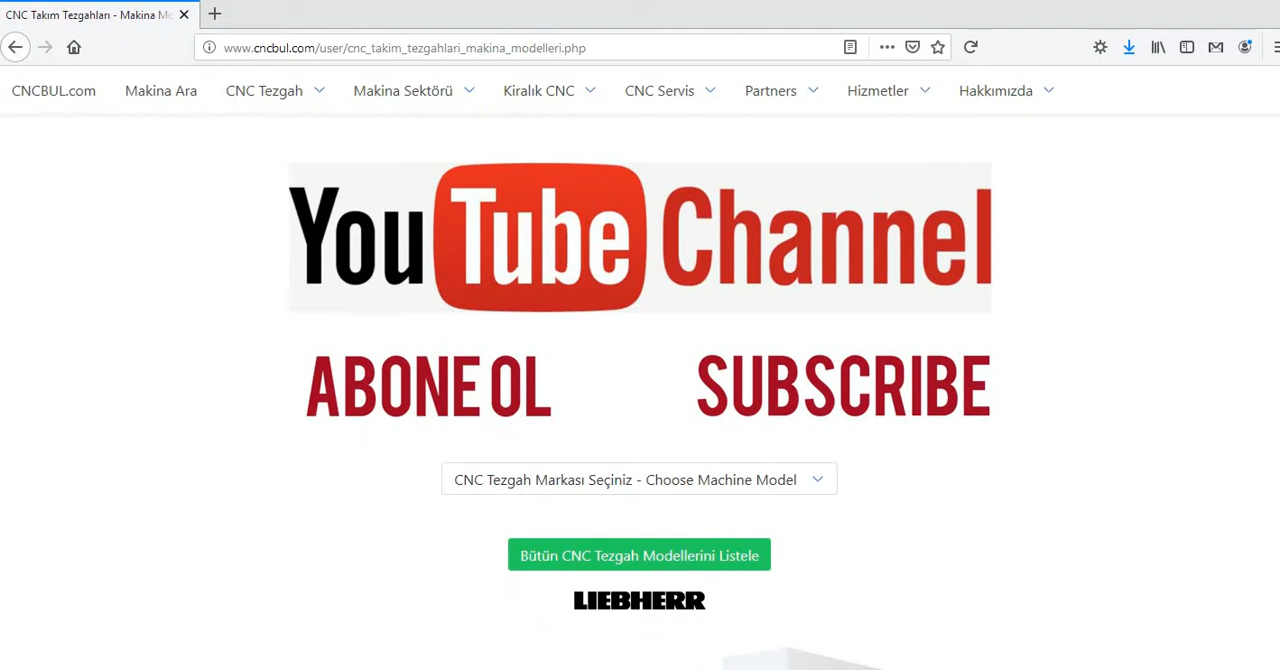 CNC Takım Tezgahları - Makina Mo
www.cncbul.com/user/cnc_takim_tezgahlari_makina_modelleri.php
CNCBUL.com Makina Ara CNC Tezgah Makina Sektörü Kiralık CNC CNC Servis Partners Hizmetler Hakkımızda
YouTube Channel
ABONE OL SUBSCRIBE
CNC Tezgah Markası Seçiniz - Choose Machine Model
Bütün CNC Tezgah Modellerini Listele
LIEBHERR